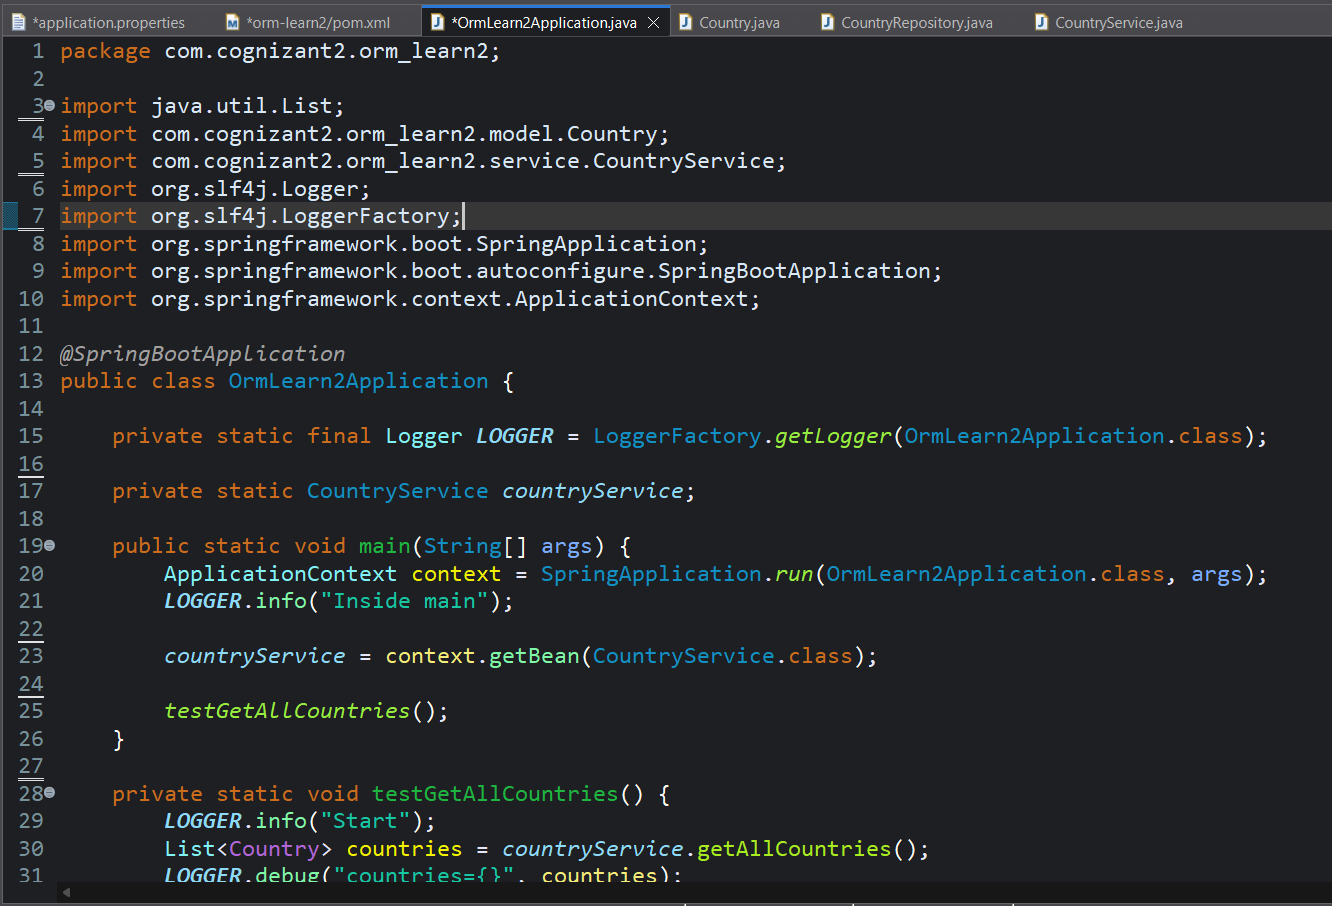 *application.properties *orm-learn2/pom.xml *OrmLearn2Application.java Country.java CountryRepository.java CountryService.java
1 package com.cognizant2.orm_learn2;
2
3 import java.util.List;
4 import com.cognizant2.orm_learn2.model.Country;
5 import com.cognizant2.orm_learn2.service.CountryService;
6 import org.slf4j.Logger;
7 import org.slf4j.LoggerFactory;
8 import org.springframework.boot.SpringApplication;
9 import org.springframework.boot.autoconfigure.SpringBootApplication;
10 import org.springframework.context.ApplicationContext;
11
12 @SpringBootApplication
13 public class OrmLearn2Application {
14
15     private static final Logger LOGGER = LoggerFactory.getLogger(OrmLearn2Application.class);
16
17     private static CountryService countryService;
18
19     public static void main(String[] args) {
20         ApplicationContext context = SpringApplication.run(OrmLearn2Application.class, args);
21         LOGGER.info("Inside main");
22
23         countryService = context.getBean(CountryService.class);
24
25         testGetAllCountries();
26     }
27
28     private static void testGetAllCountries() {
29         LOGGER.info("Start");
30         List<Country> countries = countryService.getAllCountries();
31         LOGGER.debug("countries={}", countries);